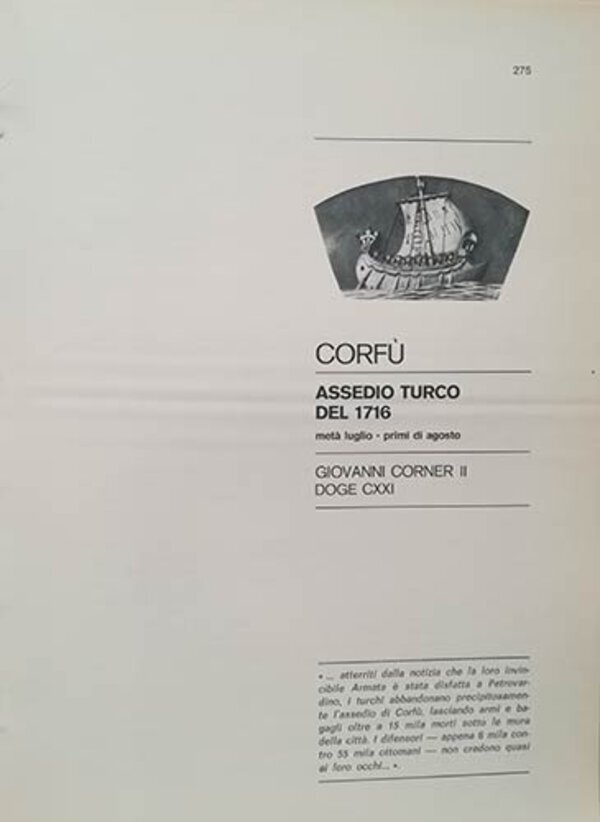 275
CORFÙ
ASSEDIO TURCO
DEL 1716
metà luglio - primi di agosto
GIOVANNI CORNER II
DOGE CXXI
« ... atterriti dalla notizia che la loro invin-
cibile Armata è stata disfatta a Petrovar-
dino, i turchi abbandonano precipitosamen-
te l'assedio di Corfù, lasciando armi e ba-
gagli oltre a 15 mila morti sotto le mura
della città. I difensori — appena 6 mila con-
tro 55 mila ottomani — non credono quasi
ai loro occhi... ».